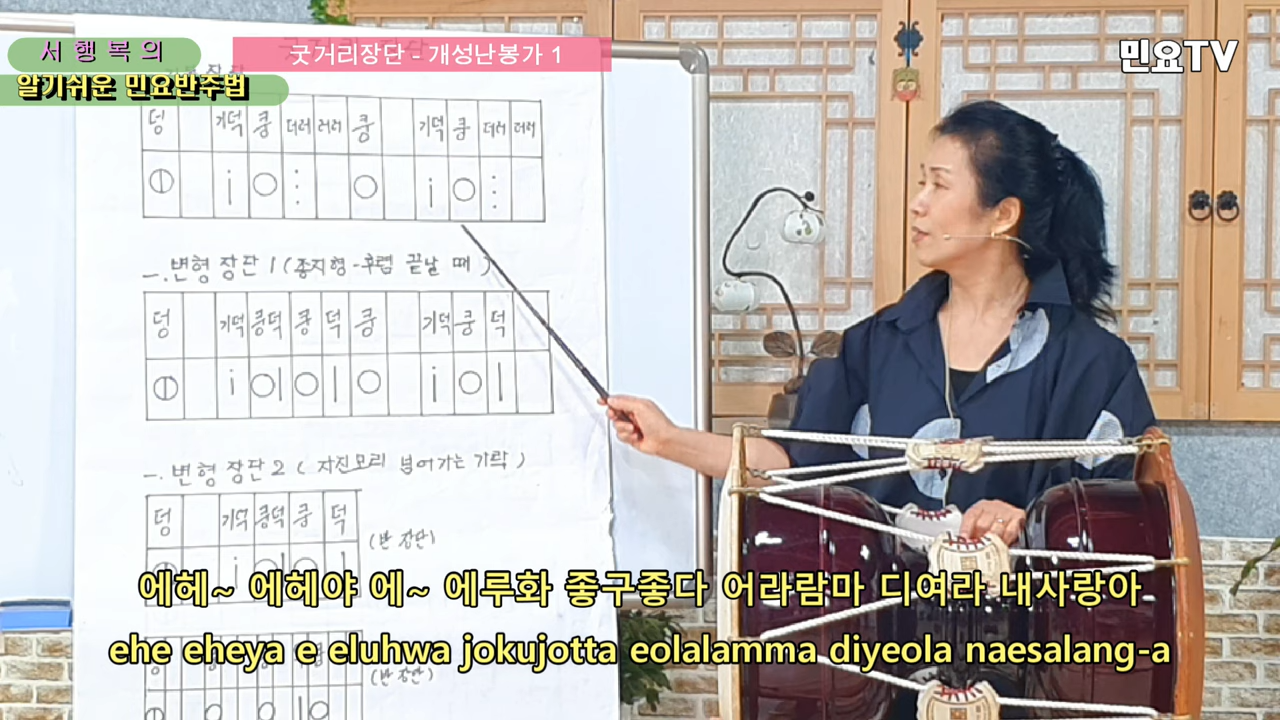 서행복의
굿거리장단 - 개성난봉가 1
민요TV
알기쉬운 민요반주법
덩 기덕 쿵 더러 러러 쿵 기덕 쿵 더러 러러
一. 변형 장단 1 (종지형 - 후렴 끝날 때)
덩 기덕 쿵덕 쿵 덕 쿵 기덕 쿵 덕
一. 변형 장단 2 ( 자진모리 넘어가는 가락 )
덩 기덕 쿵덕 쿵 덕
(반 장단)
에헤~ 에헤야 에~ 에루화 좋구좋다 어라람마 디여라 내사랑아
ehe eheya e eluhwa jokujotta eolalamma diyeola naesalang-a
(반 장단)